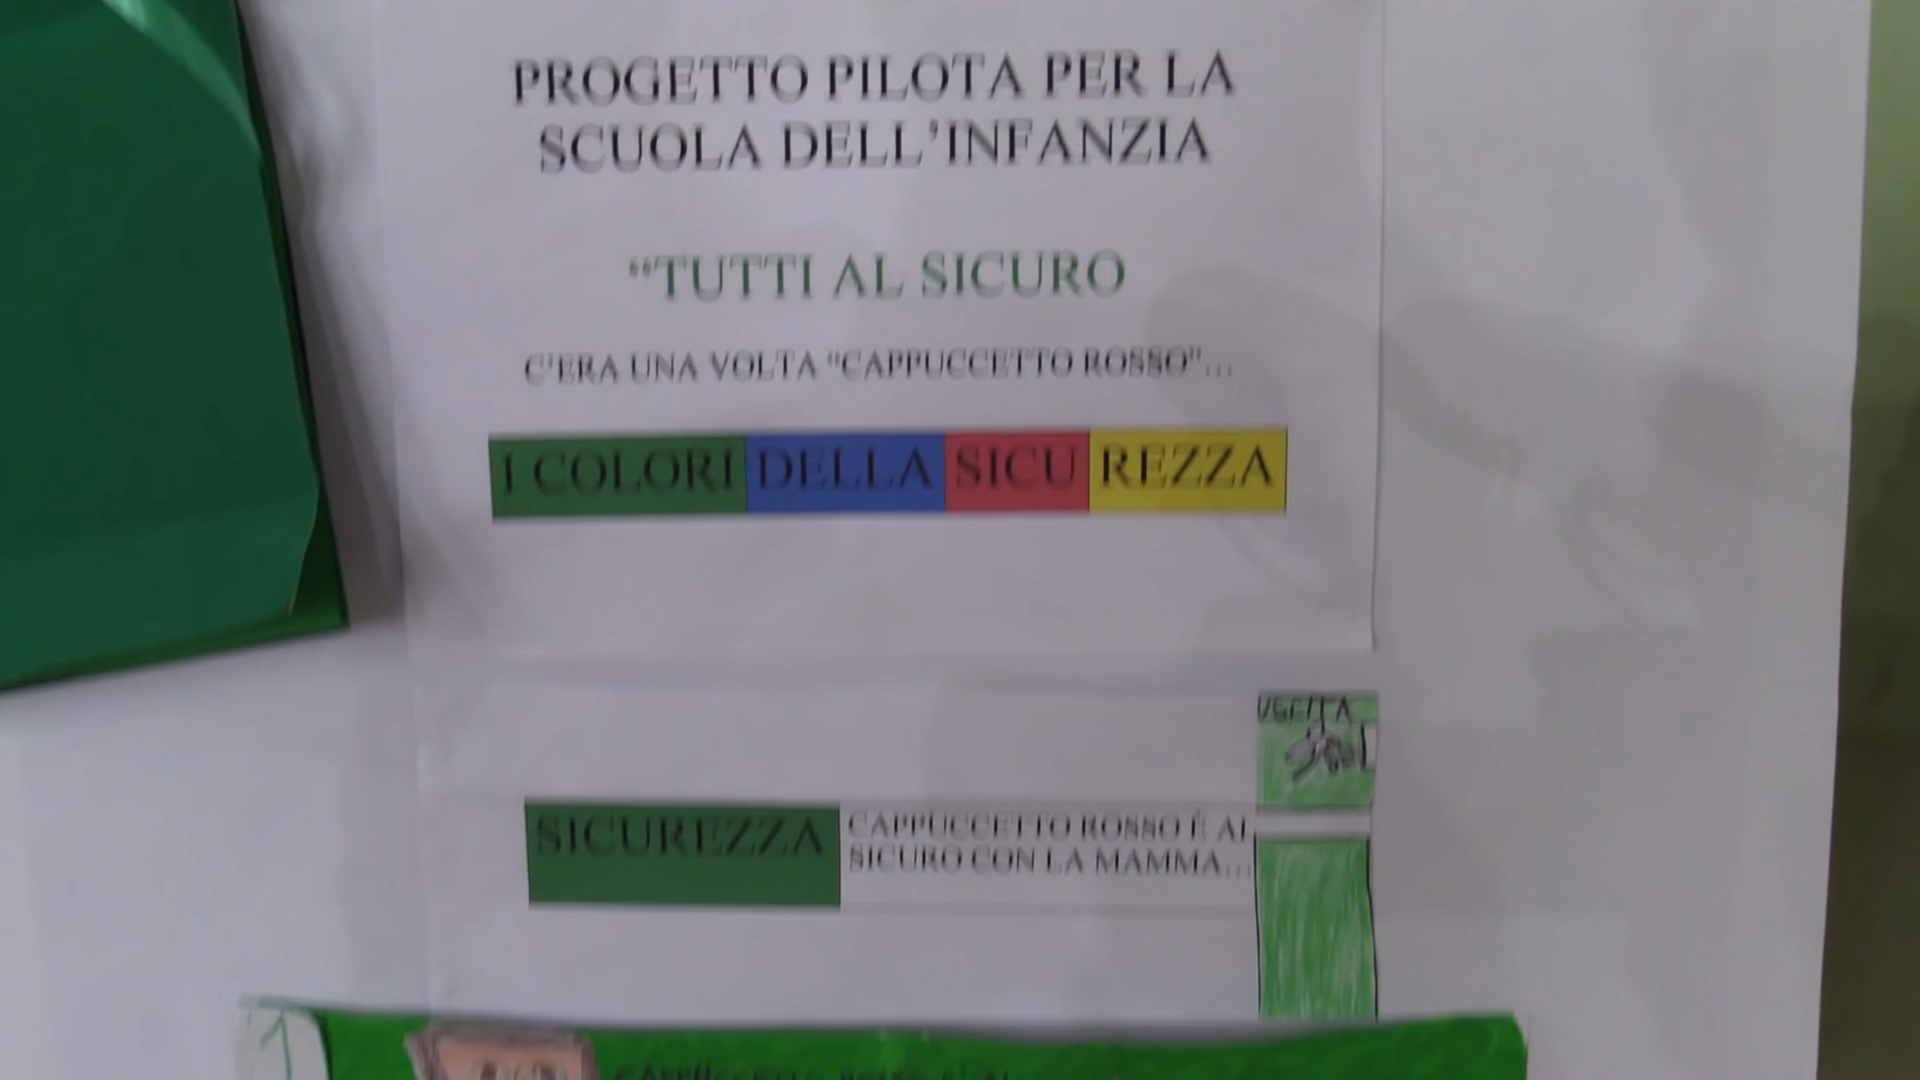 PROGETTO PILOTA PER LA
SCUOLA DELL'INFANZIA
“TUTTI AL SICURO
C'ERA UNA VOLTA "CAPPUCCETTO ROSSO"...
I COLORI DELLA SICU REZZA
USCITA
SICUREZZA
CAPPUCCETTO ROSSO È AL
SICURO CON LA MAMMA...
1